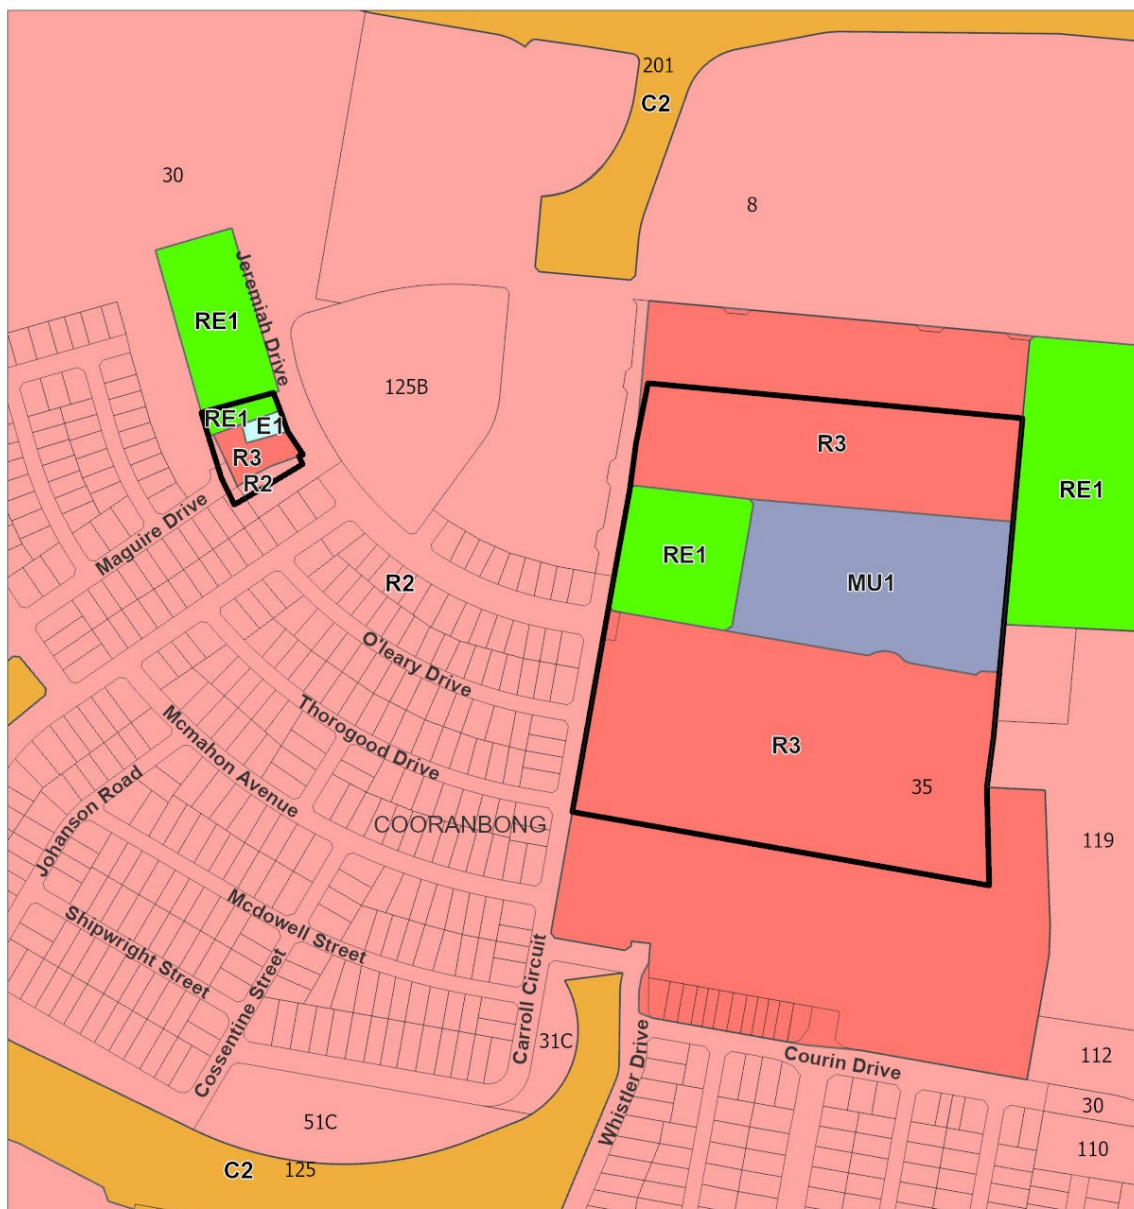 201
C2
30
8
Jeremiah Drive
RE1
125B
RE1
E1
R3
R2
R3
RE1
Maguire Drive
RE1
MU1
R2
O'leary Drive
Thorogood Drive
Mcmahon Avenue
R3
35
Johanson Road
COORANBONG
119
Mcdowell Street
Shipwright Street
Cossentine Street
Carroll Circuit
31C
Whistler Drive
Courin Drive
112
30
110
51C
C2
125